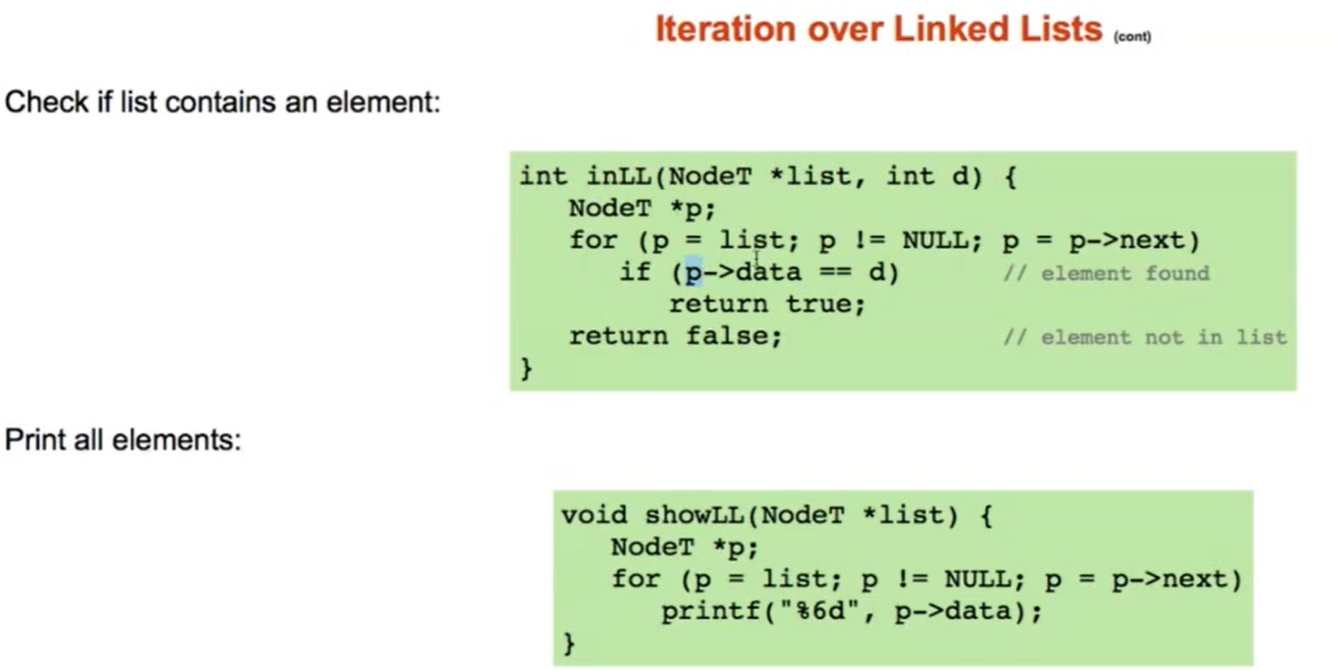 Iteration over Linked Lists (cont)
Check if list contains an element:
int inLL(NodeT *list, int d) {
   NodeT *p;
   for (p = list; p != NULL; p = p->next)
      if (p->data == d)      // element found
         return true;
   return false;             // element not in list
}
Print all elements:
void showLL(NodeT *list) {
   NodeT *p;
   for (p = list; p != NULL; p = p->next)
      printf("%6d", p->data);
}